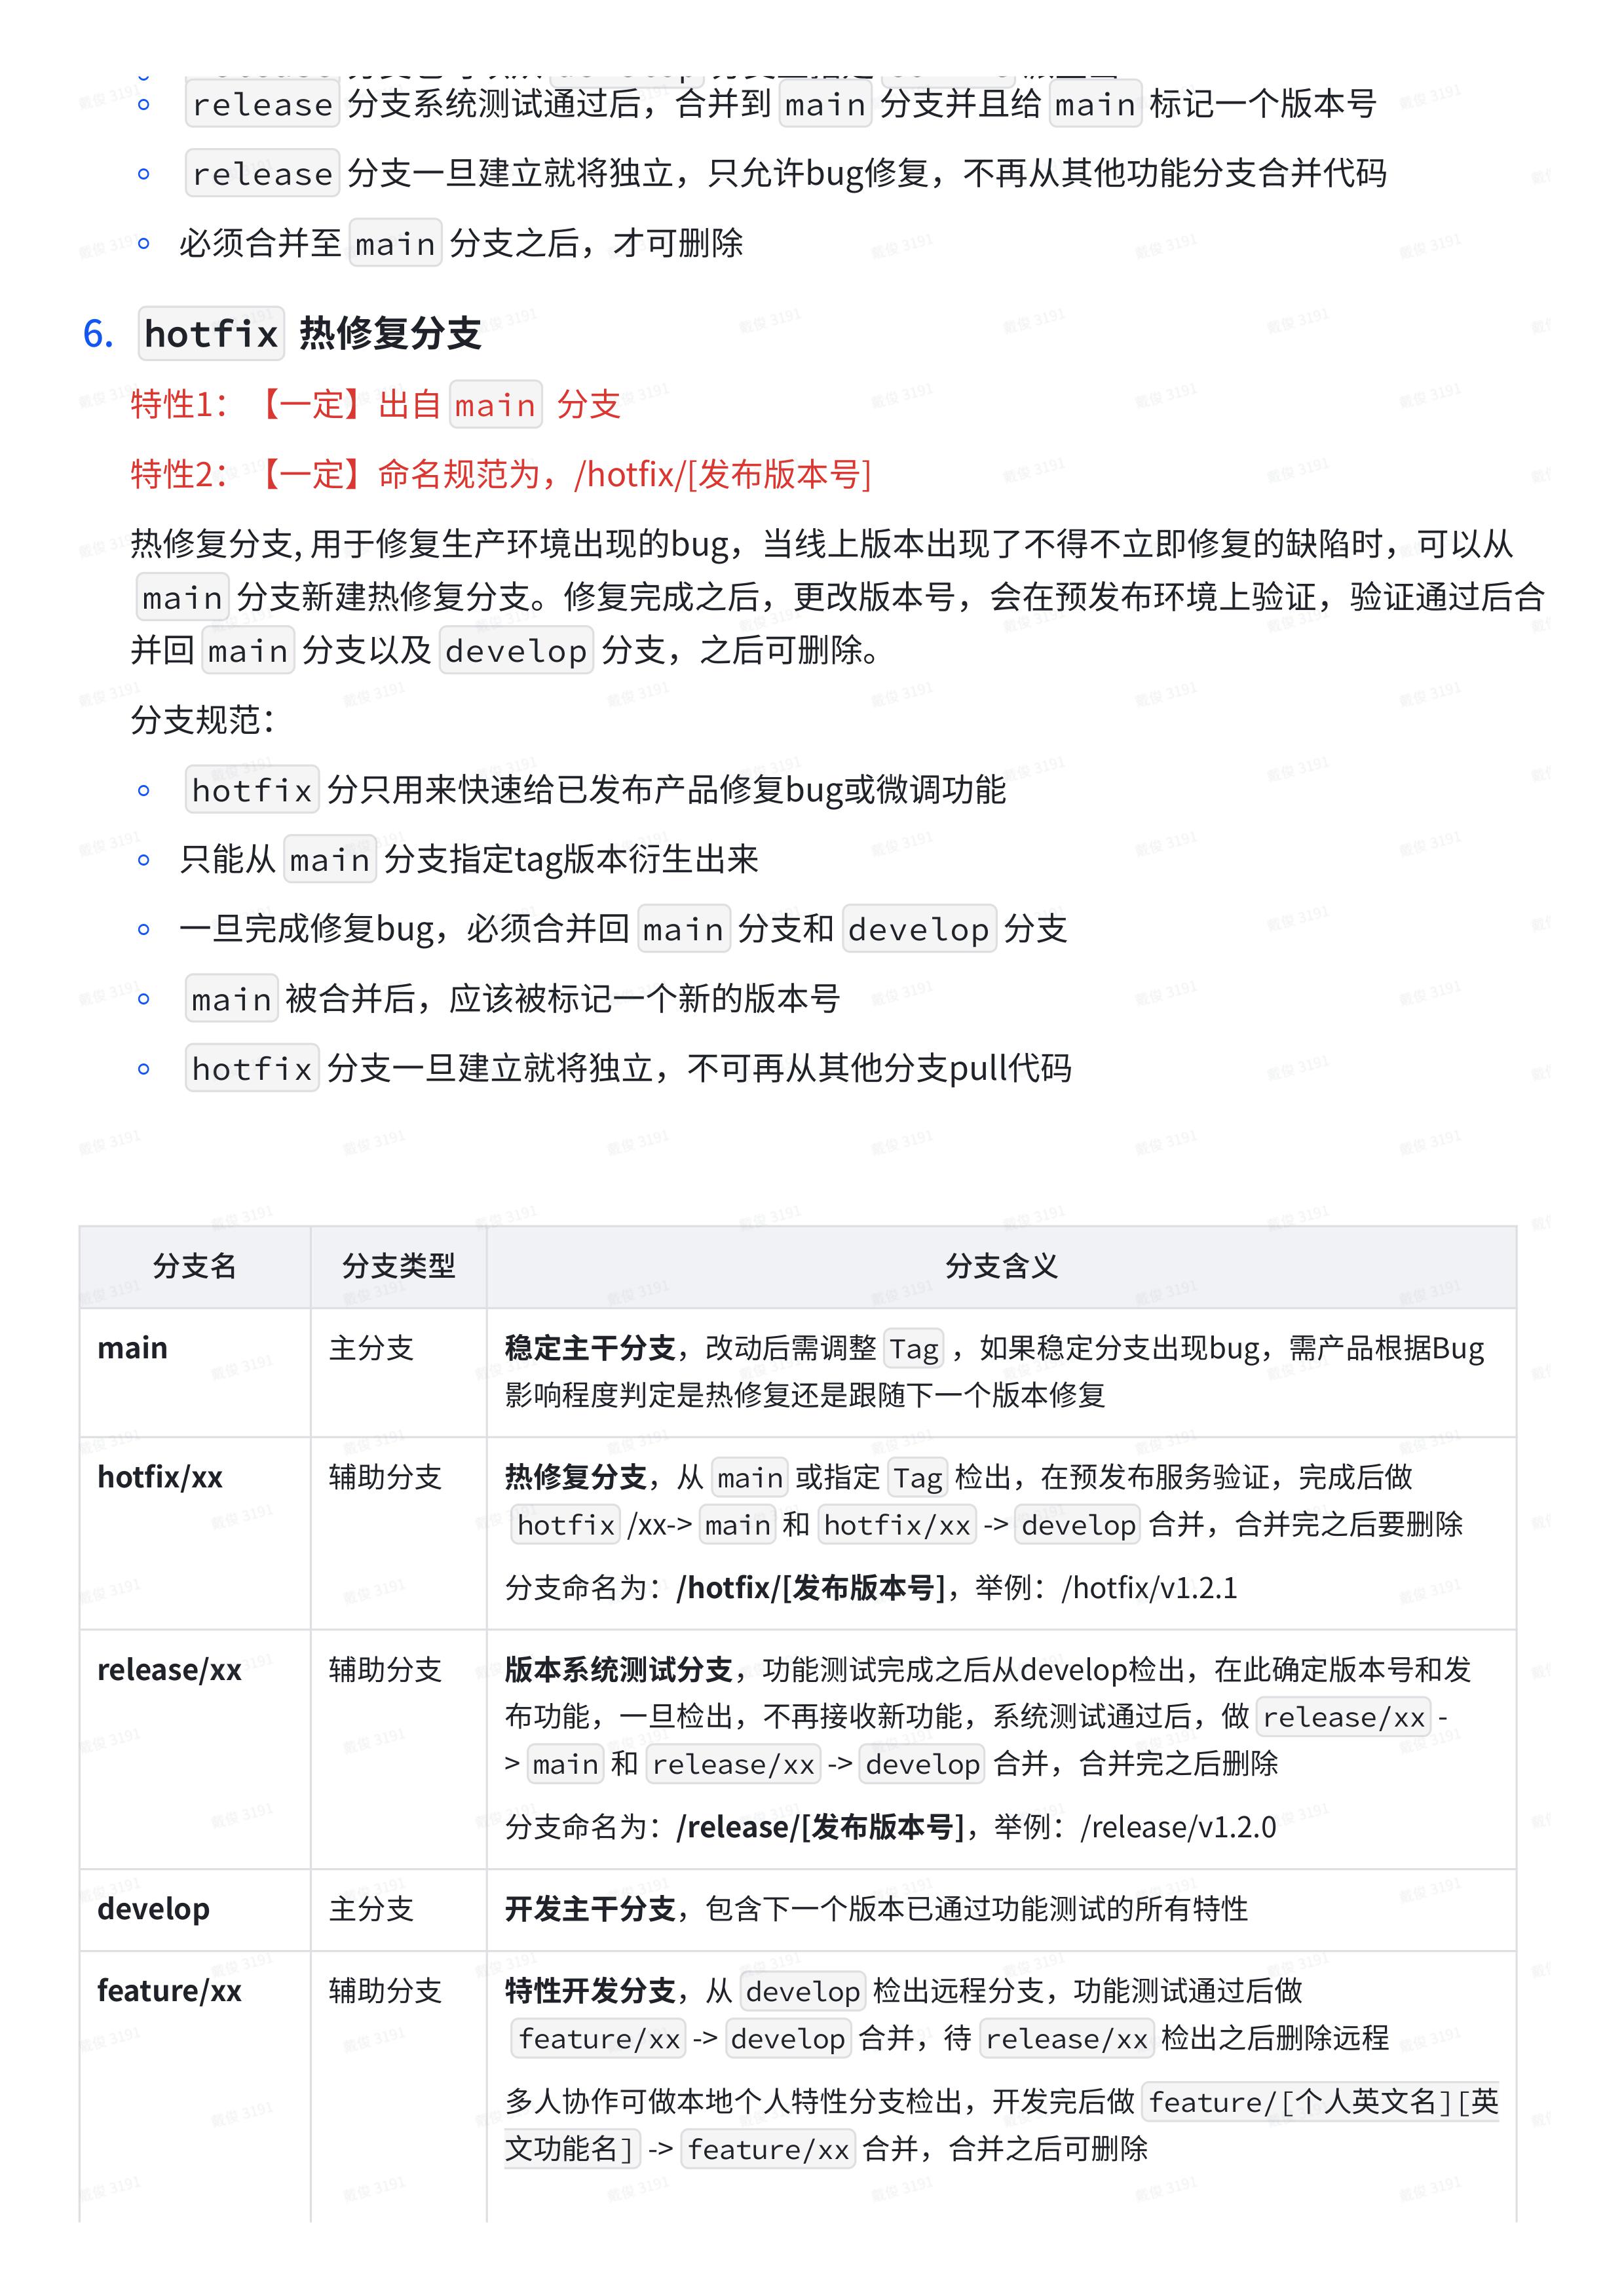 release 分支系统测试通过后，合并到 main 分支并且给 main 标记一个版本号
release 分支一旦建立就将独立，只允许bug修复，不再从其他功能分支合并代码
必须合并至 main 分支之后，才可删除
6. hotfix 热修复分支
特性1：【一定】出自 main 分支
特性2：【一定】命名规范为，/hotfix/[发布版本号]
热修复分支, 用于修复生产环境出现的bug，当线上版本出现了不得不立即修复的缺陷时，可以从
main 分支新建热修复分支。修复完成之后，更改版本号，会在预发布环境上验证，验证通过后合
并回 main 分支以及 develop 分支，之后可删除。
分支规范：
hotfix 分只用来快速给已发布产品修复bug或微调功能
只能从 main 分支指定tag版本衍生出来
一旦完成修复bug，必须合并回 main 分支和 develop 分支
main 被合并后，应该被标记一个新的版本号
hotfix 分支一旦建立就将独立，不可再从其他分支pull代码
分支名 分支类型 分支含义
main 主分支 稳定主干分支，改动后需调整 Tag ，如果稳定分支出现bug，需产品根据Bug
影响程度判定是热修复还是跟随下一个版本修复
hotfix/xx 辅助分支 热修复分支，从 main 或指定 Tag 检出，在预发布服务验证，完成后做
hotfix /xx-> main 和 hotfix/xx -> develop 合并，合并完之后要删除
分支命名为：/hotfix/[发布版本号]，举例：/hotfix/v1.2.1
release/xx 辅助分支 版本系统测试分支，功能测试完成之后从develop检出，在此确定版本号和发
布功能，一旦检出，不再接收新功能，系统测试通过后，做 release/xx -
> main 和 release/xx -> develop 合并，合并完之后删除
分支命名为：/release/[发布版本号]，举例：/release/v1.2.0
develop 主分支 开发主干分支，包含下一个版本已通过功能测试的所有特性
feature/xx 辅助分支 特性开发分支，从 develop 检出远程分支，功能测试通过后做
feature/xx -> develop 合并，待 release/xx 检出之后删除远程
多人协作可做本地个人特性分支检出，开发完后做 feature/[个人英文名][英
文功能名] -> feature/xx 合并，合并之后可删除